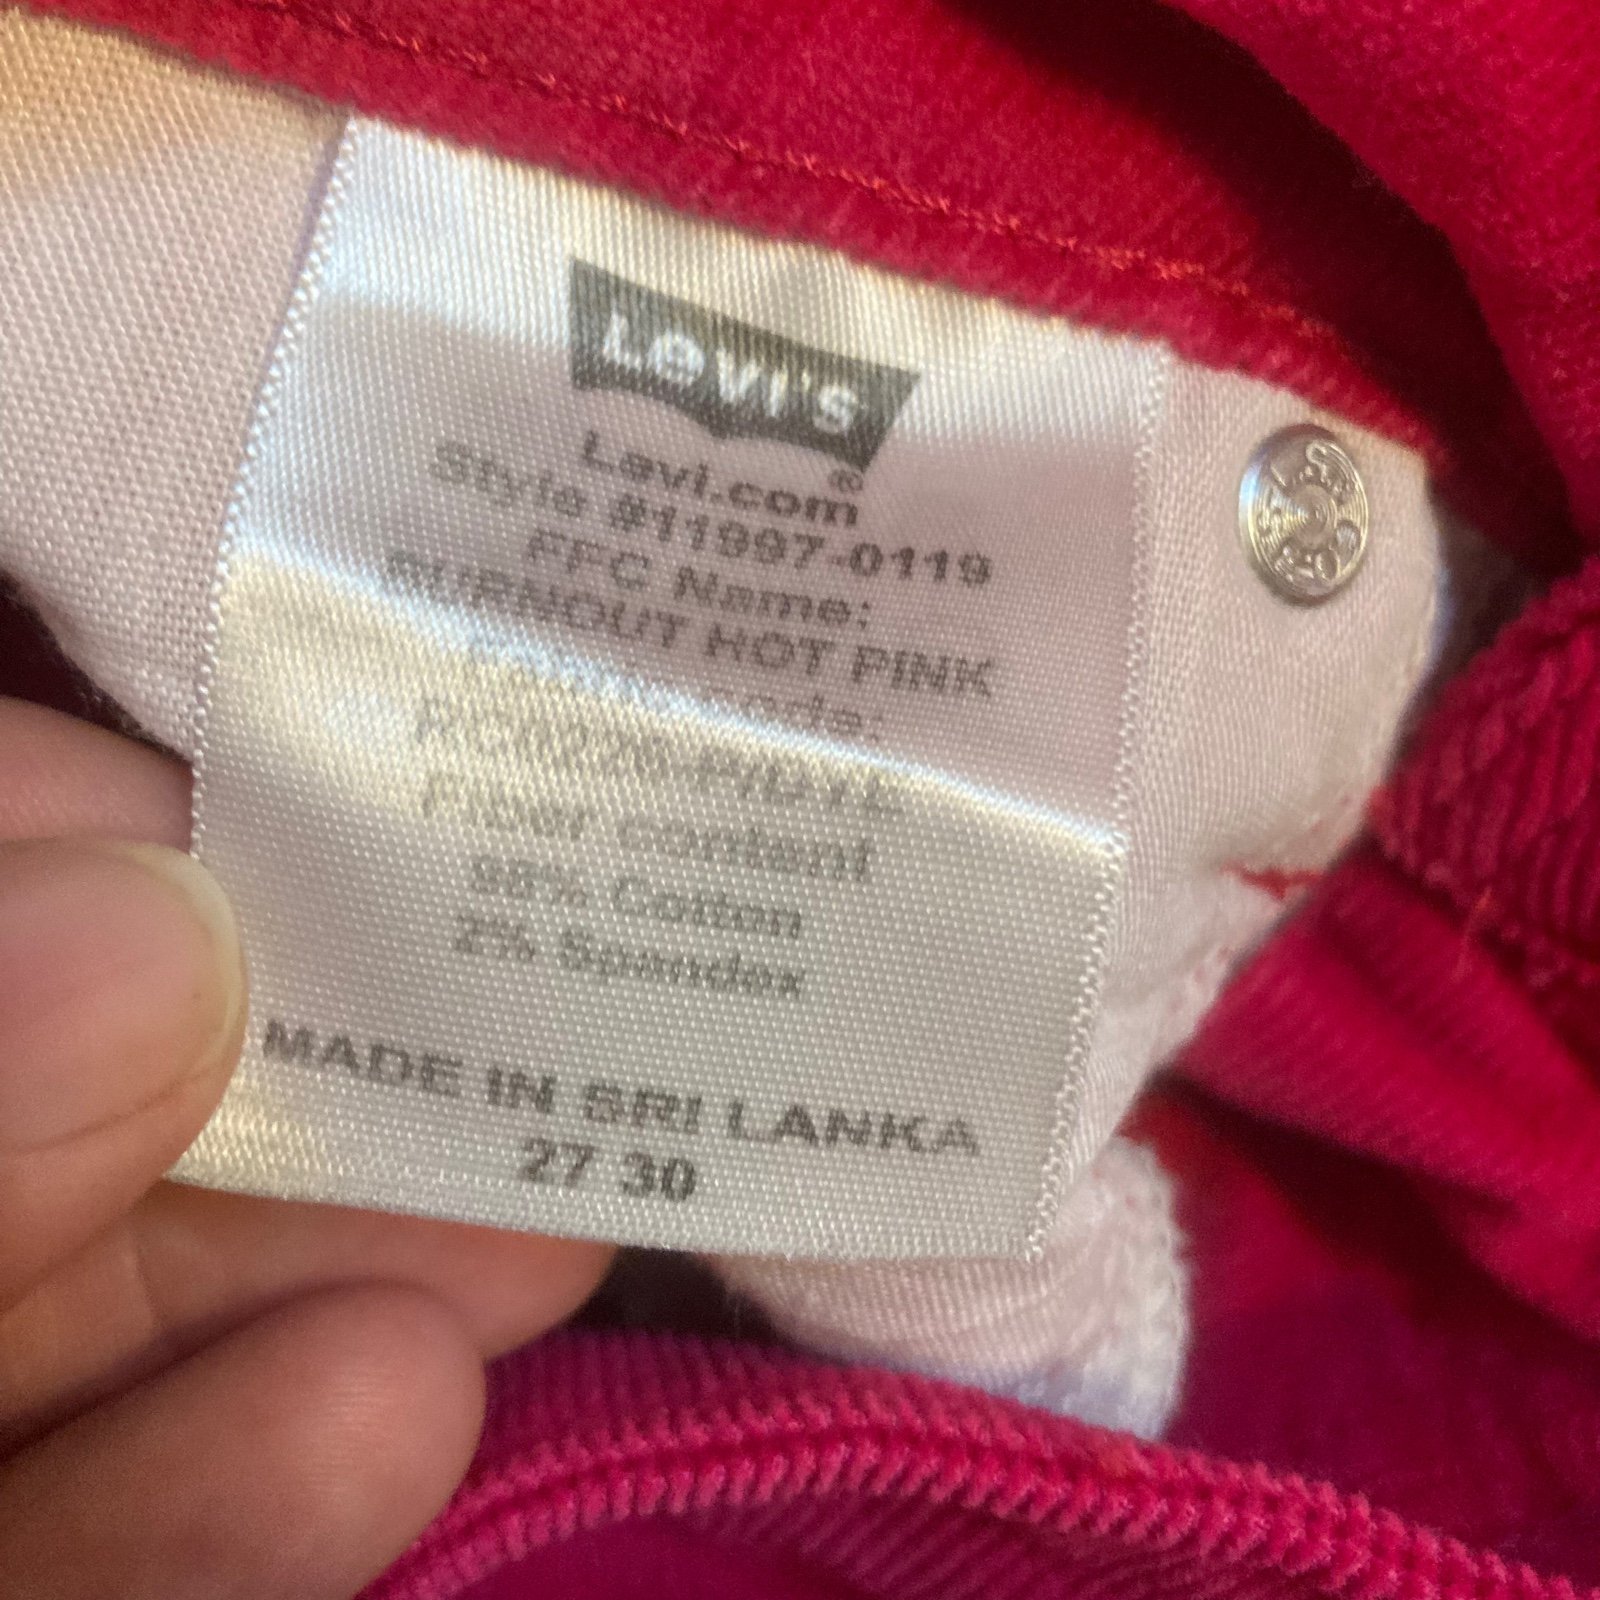 Levi's
®
Levi.com
Style #11997-0119
FFC Name:
BURNOUT HOT PINK
code:
Fiber content
98% Cotton
2% Spandex
MADE IN SRI LANKA
27 30